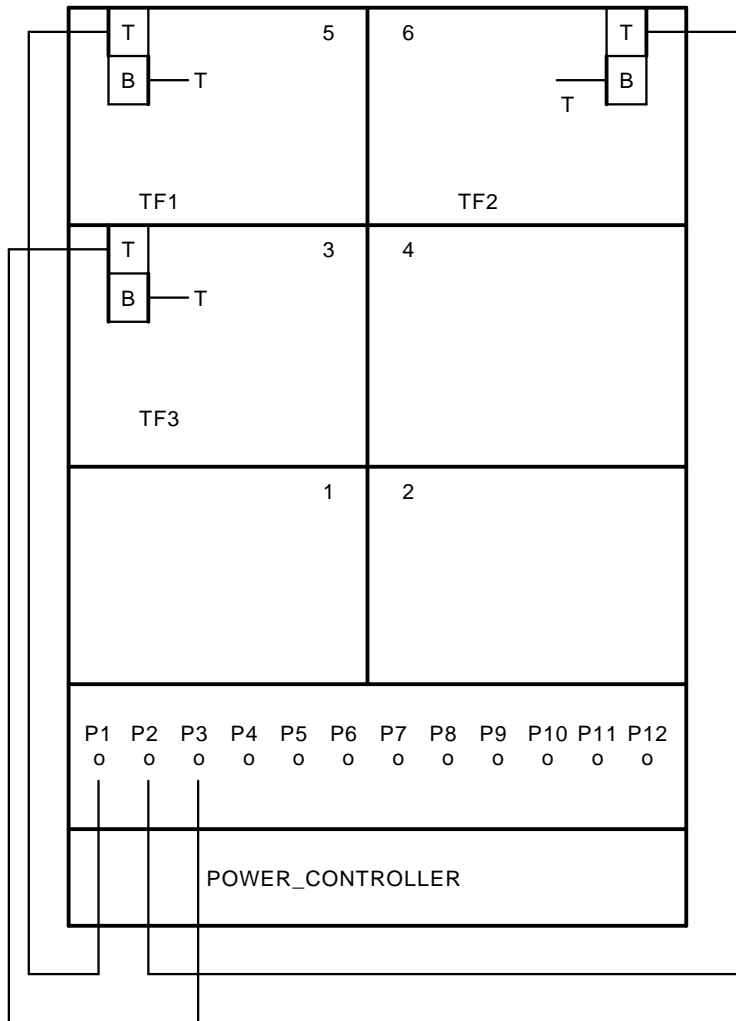 T 5 6 T
B T B
T
TF1 TF2
T 3 4
B T
TF3
1 2
P1 P2 P3 P4 P5 P6 P7 P8 P9 P10 P11 P12
o o o o o o o o o o o o
POWER_CONTROLLER